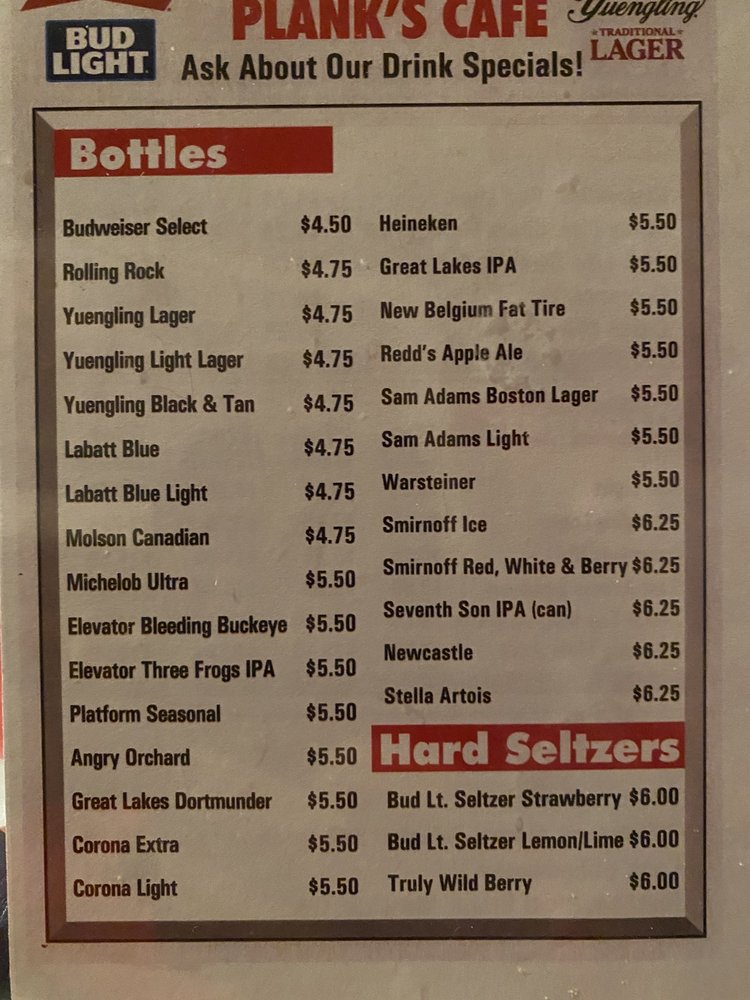 PLANK'S CAFE
Yuengling
BUD
LIGHT
TRADITIONAL
LAGER
Ask About Our Drink Specials!
Bottles
Budweiser Select $4.50
Rolling Rock $4.75
Yuengling Lager $4.75
Yuengling Light Lager $4.75
Yuengling Black & Tan $4.75
Labatt Blue $4.75
Labatt Blue Light $4.75
Molson Canadian $4.75
Michelob Ultra $5.50
Elevator Bleeding Buckeye $5.50
Elevator Three Frogs IPA $5.50
Platform Seasonal $5.50
Angry Orchard $5.50
Great Lakes Dortmunder $5.50
Corona Extra $5.50
Corona Light $5.50
Heineken $5.50
Great Lakes IPA $5.50
New Belgium Fat Tire $5.50
Redd's Apple Ale $5.50
Sam Adams Boston Lager $5.50
Sam Adams Light $5.50
Warsteiner $5.50
Smirnoff Ice $6.25
Smirnoff Red, White & Berry $6.25
Seventh Son IPA (can) $6.25
Newcastle $6.25
Stella Artois $6.25
Hard Seltzers
Bud Lt. Seltzer Strawberry $6.00
Bud Lt. Seltzer Lemon/Lime $6.00
Truly Wild Berry $6.00